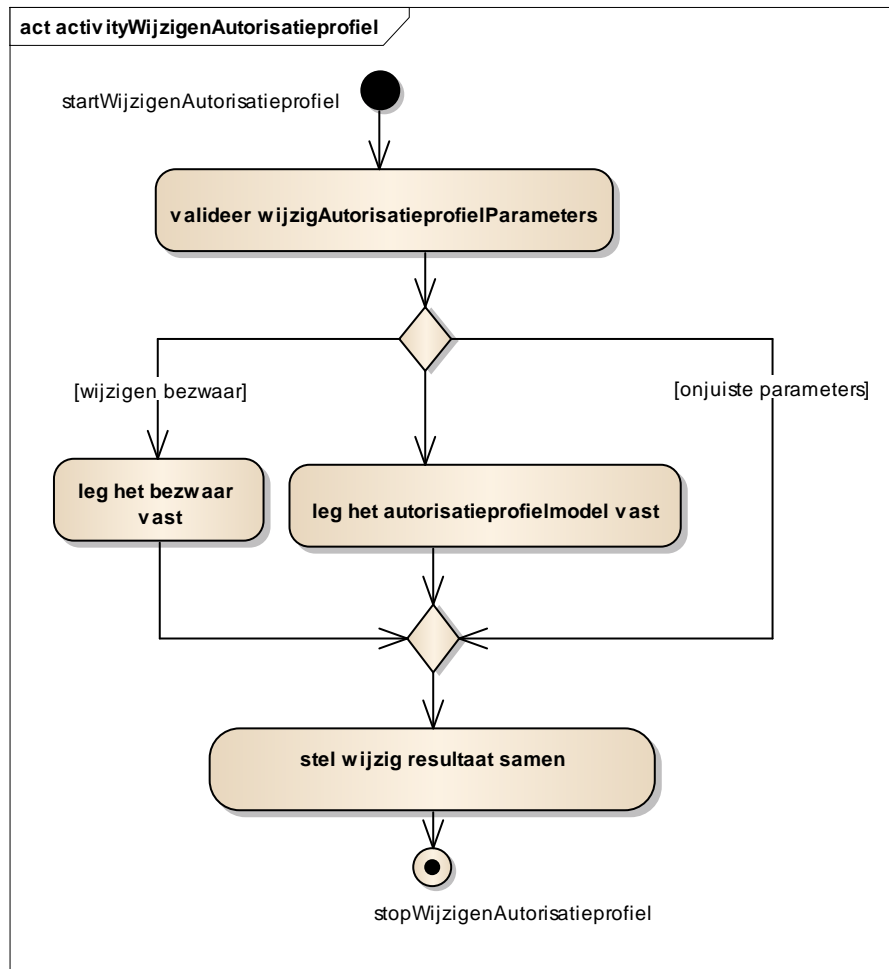 act activityWijzigenAutorisatieprofiel
startWijzigenAutorisatieprofiel
valideer wijzigAutorisatieprofielParameters
[wijzigen bezwaar]
[onjuiste parameters]
leg het bezwaar
vast
leg het autorisatieprofielmodel vast
stel wijzig resultaat samen
stopWijzigenAutorisatieprofiel